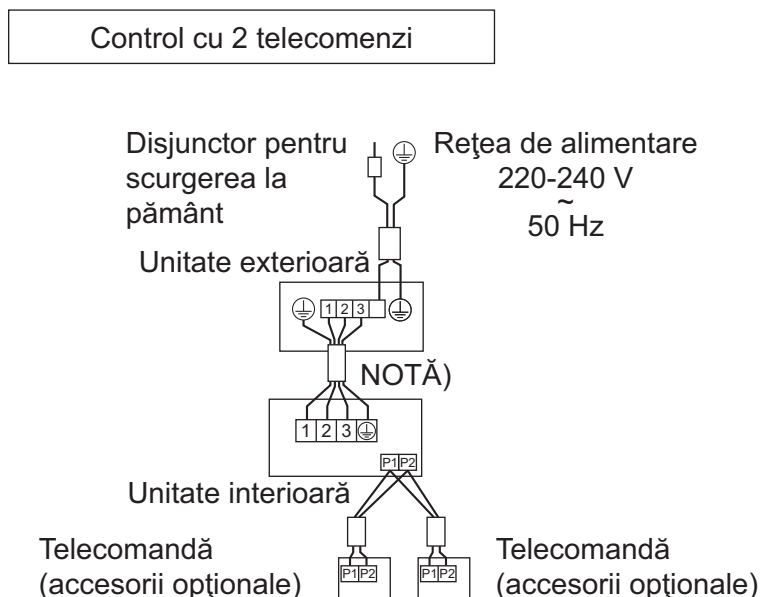 Control cu 2 telecomenzi
Disjunctor pentru
scurgerea la
pământ
Reţea de alimentare
220-240 V
~
50 Hz
Unitate exterioară
1 2 3
NOTĂ)
1 2 3
P1 P2
Unitate interioară
Telecomandă
(accesorii opţionale)
P1 P2
P1 P2
Telecomandă
(accesorii opţionale)